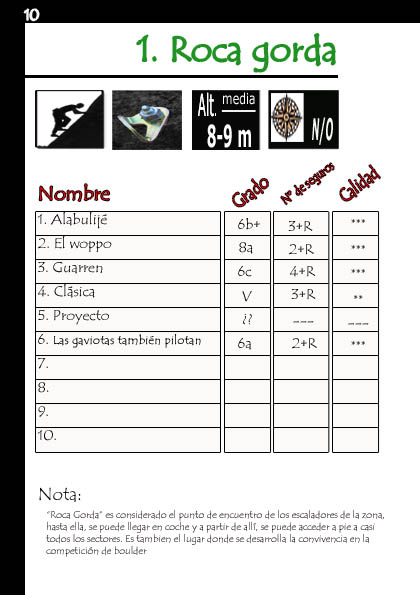 10
1. Roca gorda
Alt. media
8-9 m
N/O
Nombre Grado Nº de seguros Calidad
1. Alabulijé 6b+ 3+R ***
2. El woppo 8a 2+R ***
3. Guarren 6c 4+R ***
4. Clásica V 3+R **
5. Proyecto ¿? --- ---
6. Las gaviotas también pilotan 6a 2+R ***
7.
8.
9.
10.
Nota:
"Roca Gorda" es considerado el punto de encuentro de los escaladores de la zona,
hasta ella, se puede llegar en coche y a partir de allí, se puede acceder a pie a casi
todos los sectores. Es tambien el lugar donde se desarrolla la convivencia en la
competición de boulder